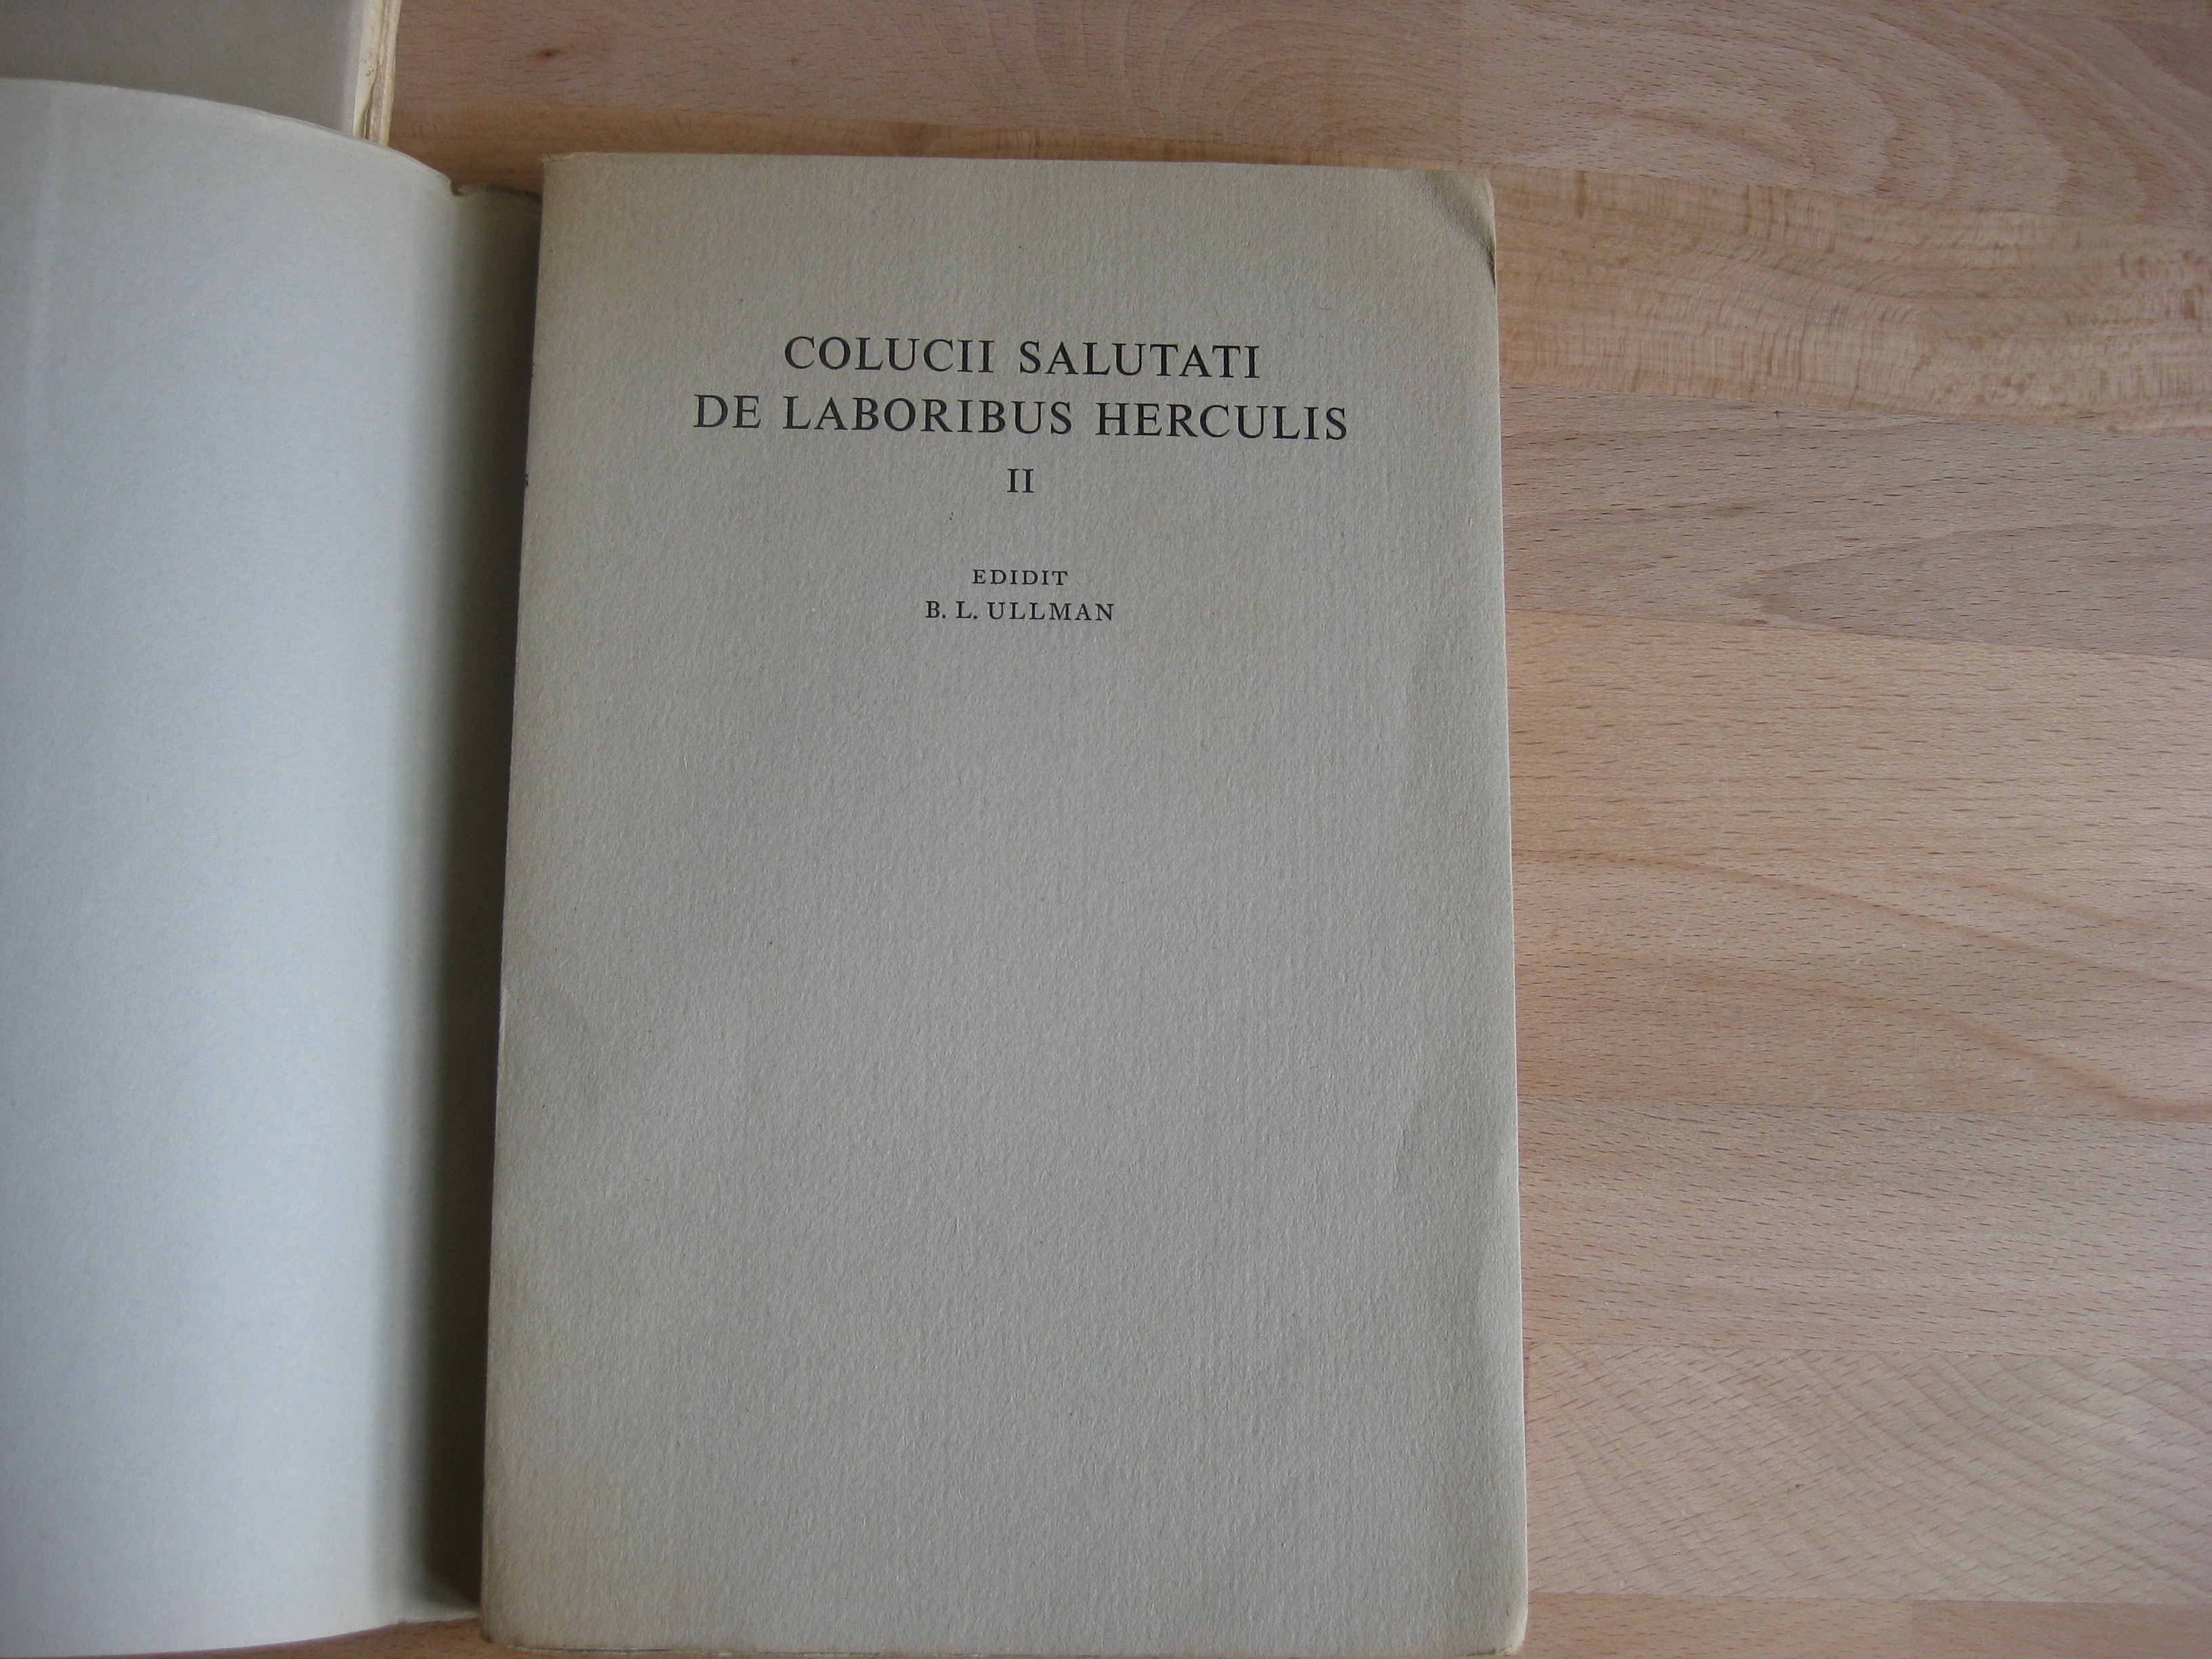 COLUCII SALUTATI
DE LABORIBUS HERCULIS
II
EDIDIT
B. L. ULLMAN